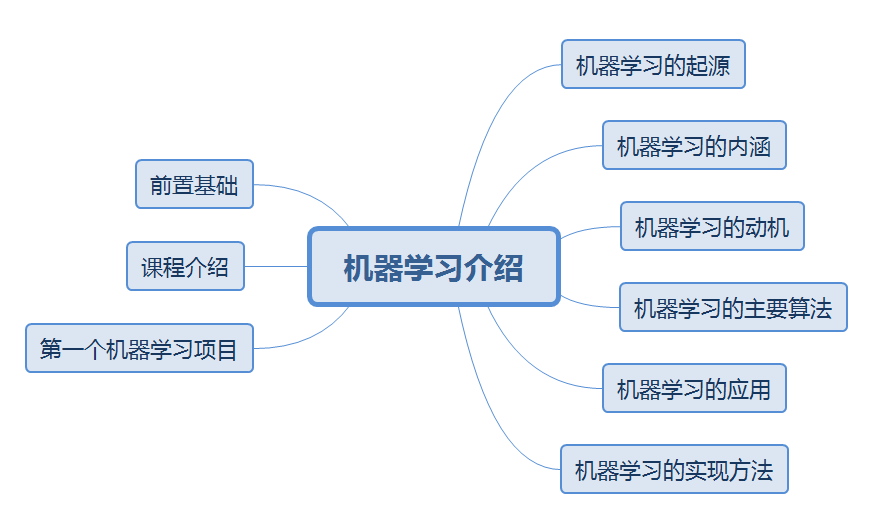 机器学习介绍
机器学习的起源
机器学习的内涵
机器学习的动机
机器学习的主要算法
机器学习的应用
机器学习的实现方法
前置基础
课程介绍
第一个机器学习项目